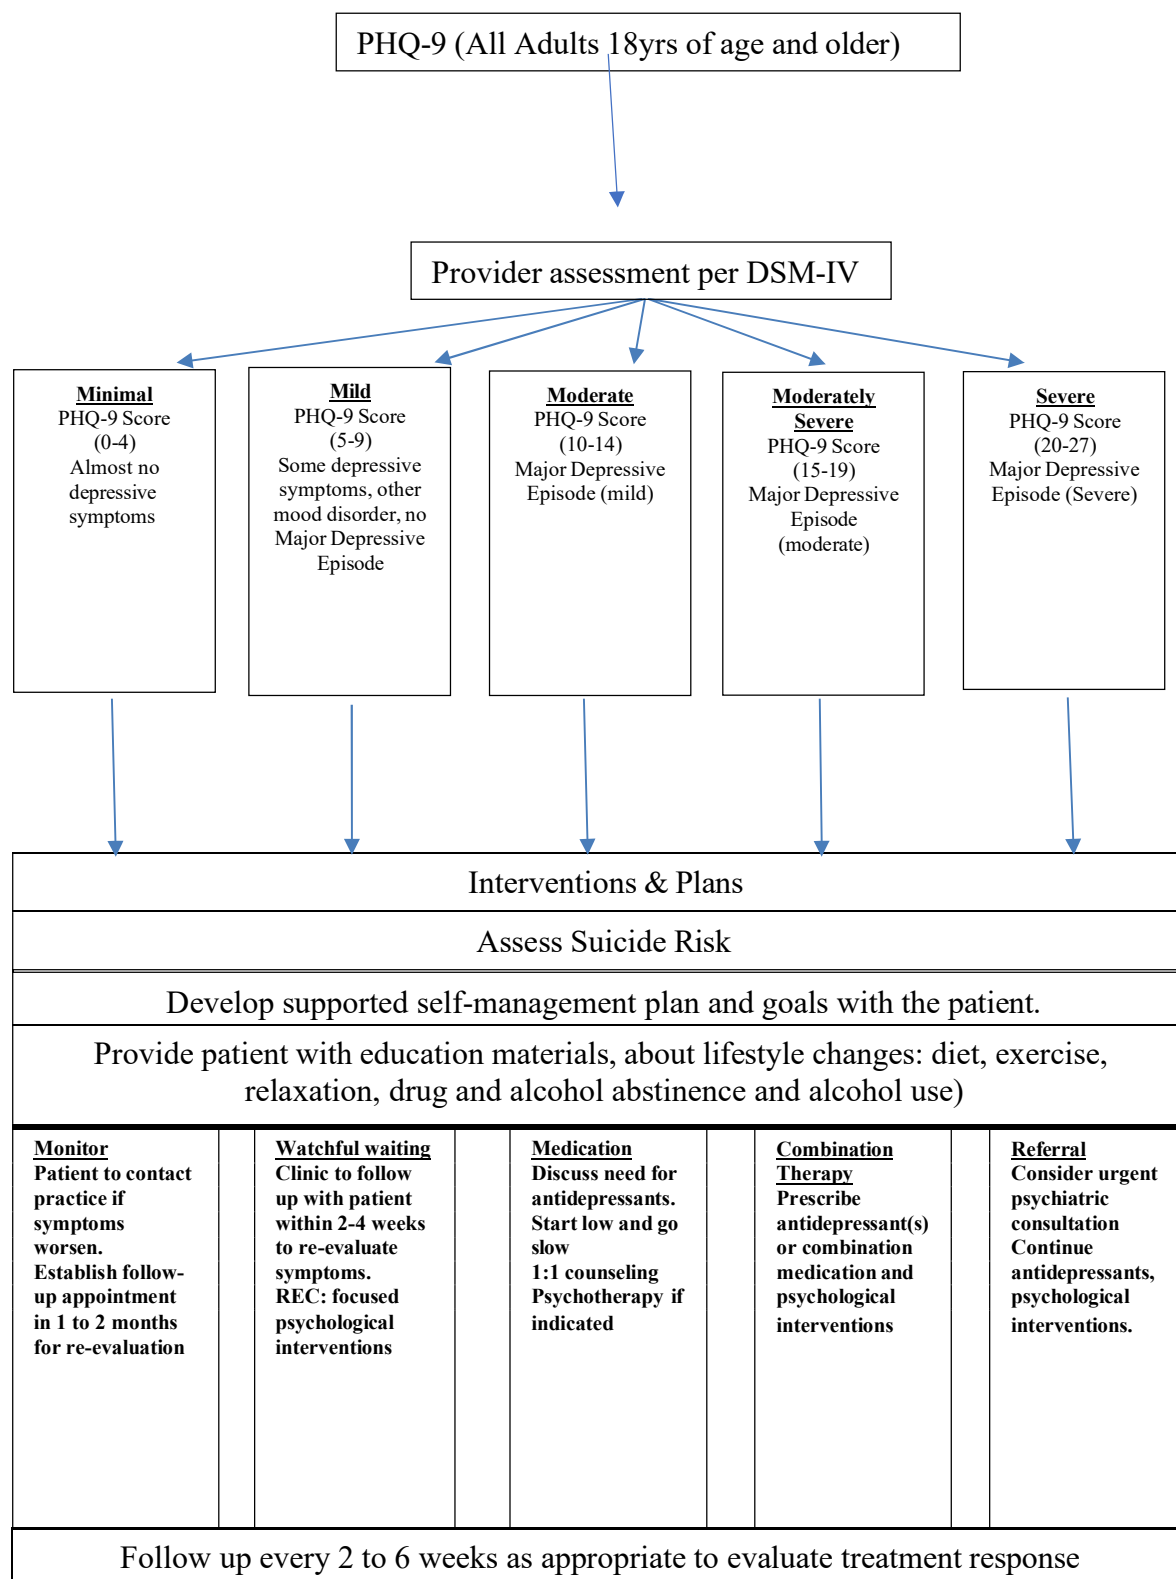 PHQ-9 (All Adults 18yrs of age and older)
Provider assessment per DSM-IV
Minimal
PHQ-9 Score
(0-4)
Almost no
depressive
symptoms
Mild
PHQ-9 Score
(5-9)
Some depressive
symptoms, other
mood disorder, no
Major Depressive
Episode
Moderate
PHQ-9 Score
(10-14)
Major Depressive
Episode (mild)
Moderately
Severe
PHQ-9 Score
(15-19)
Major Depressive
Episode
(moderate)
Severe
PHQ-9 Score
(20-27)
Major Depressive
Episode (Severe)
Interventions & Plans
Assess Suicide Risk
Develop supported self-management plan and goals with the patient.
Provide patient with education materials, about lifestyle changes: diet, exercise,
relaxation, drug and alcohol abstinence and alcohol use)
Monitor
Patient to contact
practice if
symptoms
worsen.
Establish follow-
up appointment
in 1 to 2 months
for re-evaluation
Watchful waiting
Clinic to follow
up with patient
within 2-4 weeks
to re-evaluate
symptoms.
REC: focused
psychological
interventions
Medication
Discuss need for
antidepressants.
Start low and go
slow
1:1 counseling
Psychotherapy if
indicated
Combination
Therapy
Prescribe
antidepressant(s)
or combination
medication and
psychological
interventions
Referral
Consider urgent
psychiatric
consultation
Continue
antidepressants,
psychological
interventions.
Follow up every 2 to 6 weeks as appropriate to evaluate treatment response